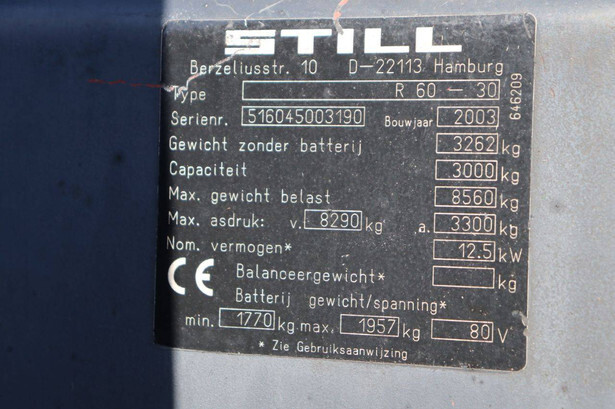 STILL
Berzeliusstr. 10 D-22113 Hamburg
Type R 60 - 30
Serienr. 516045003190 Bouwjaar 2003
Gewicht zonder batterij 3262 kg
Capaciteit 3000 kg
Max. gewicht belast 8560 kg
Max. asdruk: v. 8290 kg a. 3300 kg
Nom. vermogen* 12.5 kW
CE Balanceergewicht* kg
Batterij gewicht/spanning*
min. 1770 kg max. 1957 kg 80 V
* Zie Gebruiksaanwijzing
646209